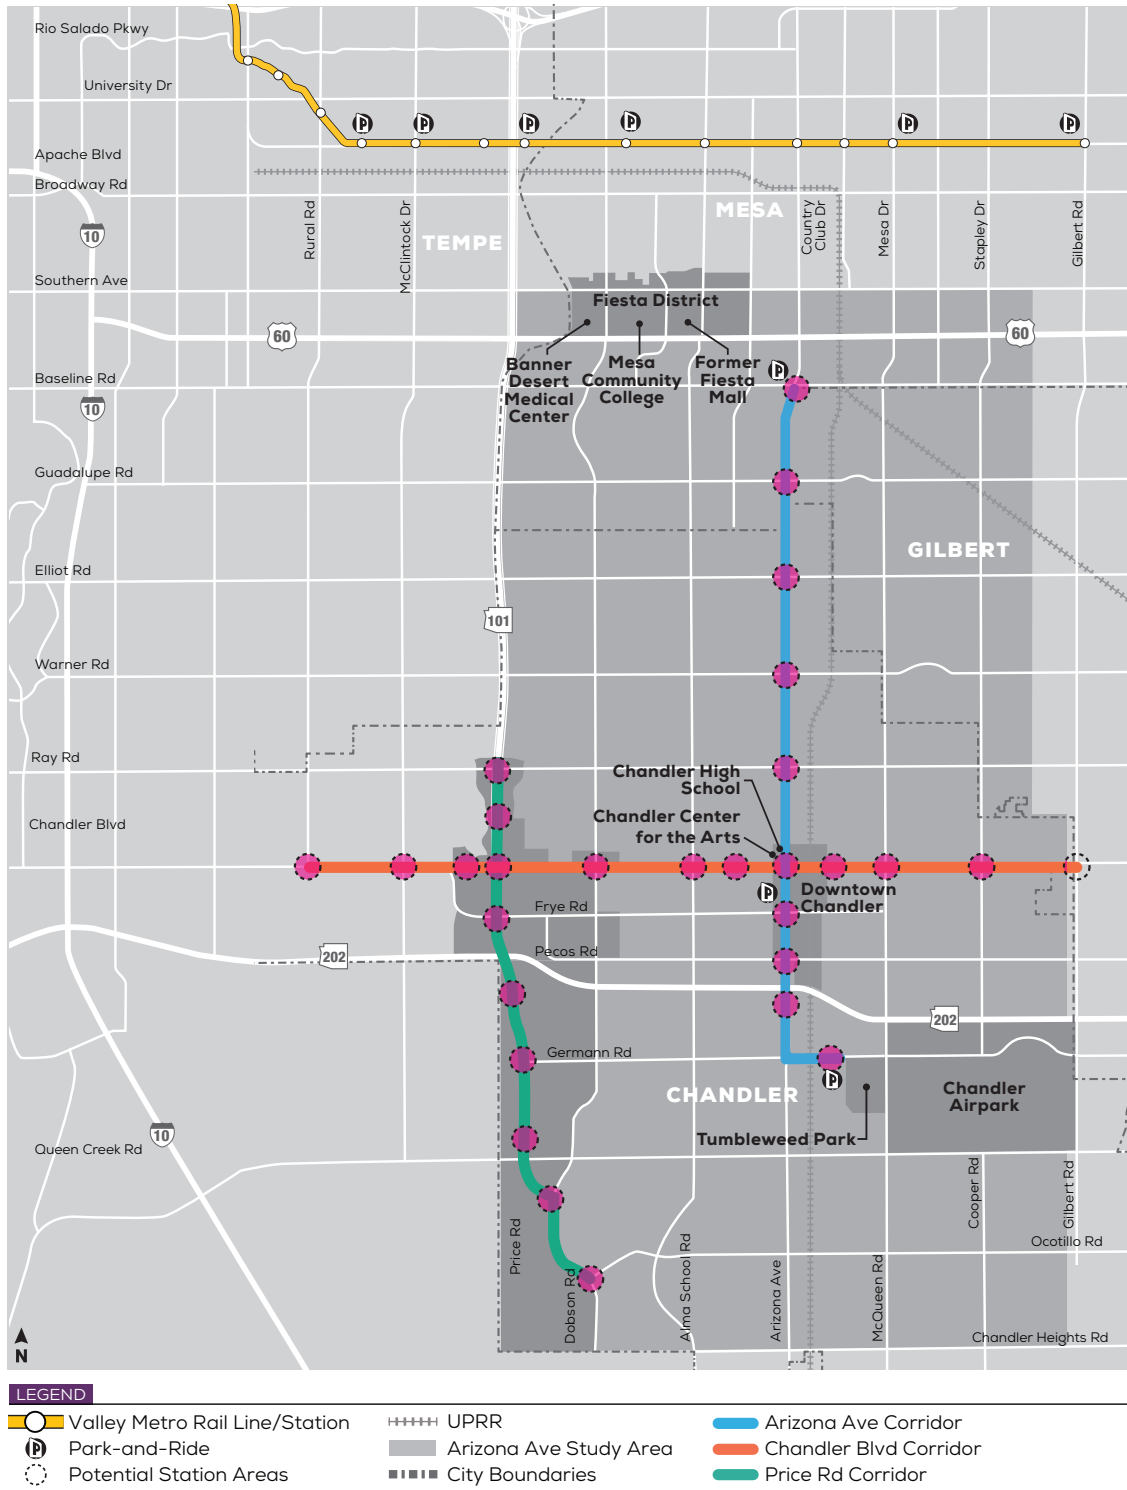 Rio Salado Pkwy
University Dr
Apache Blvd
Broadway Rd
10
Rural Rd
McClintock Dr
TEMPE
MESA
Country
Club Dr
Mesa Dr
Stapley Dr
Gilbert Rd
Southern Ave
Fiesta District
60
60
Banner
Desert
Medical
Center
Mesa
Community
College
Former
Fiesta
Mall
P
P
P
P
P
P
P
Baseline Rd
10
Guadalupe Rd
GILBERT
Elliot Rd
101
Warner Rd
Ray Rd
Chandler High
School
Chandler Center
for the Arts
Chandler Blvd
P
Downtown
Chandler
Frye Rd
Pecos Rd
202
202
Germann Rd
P
CHANDLER
Chandler
Airpark
Tumbleweed Park
10
Queen Creek Rd
Price Rd
Dobson Rd
Alma School Rd
Arizona Ave
McQueen Rd
Cooper Rd
Gilbert Rd
Ocotillo Rd
Chandler Heights Rd
N
LEGEND
Valley Metro Rail Line/Station
P
Park-and-Ride
Potential Station Areas
UPRR
Arizona Ave Study Area
City Boundaries
Arizona Ave Corridor
Chandler Blvd Corridor
Price Rd Corridor